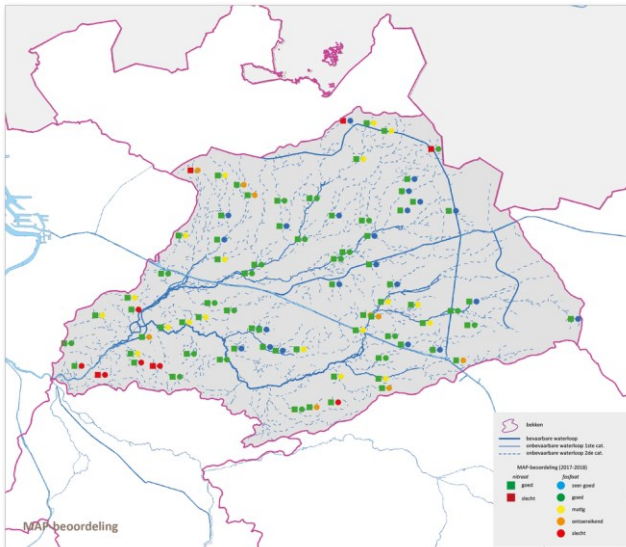 MAP-beoordeling
bekken
bevaarbare waterloop
onbevaarbare waterloop 1ste cat.
onbevaarbare waterloop 2de cat.
MAP-beoordeling (2017-2018)
nitraat fosfaat
goed zeer goed
slecht goed
matig
ontoereikend
slecht